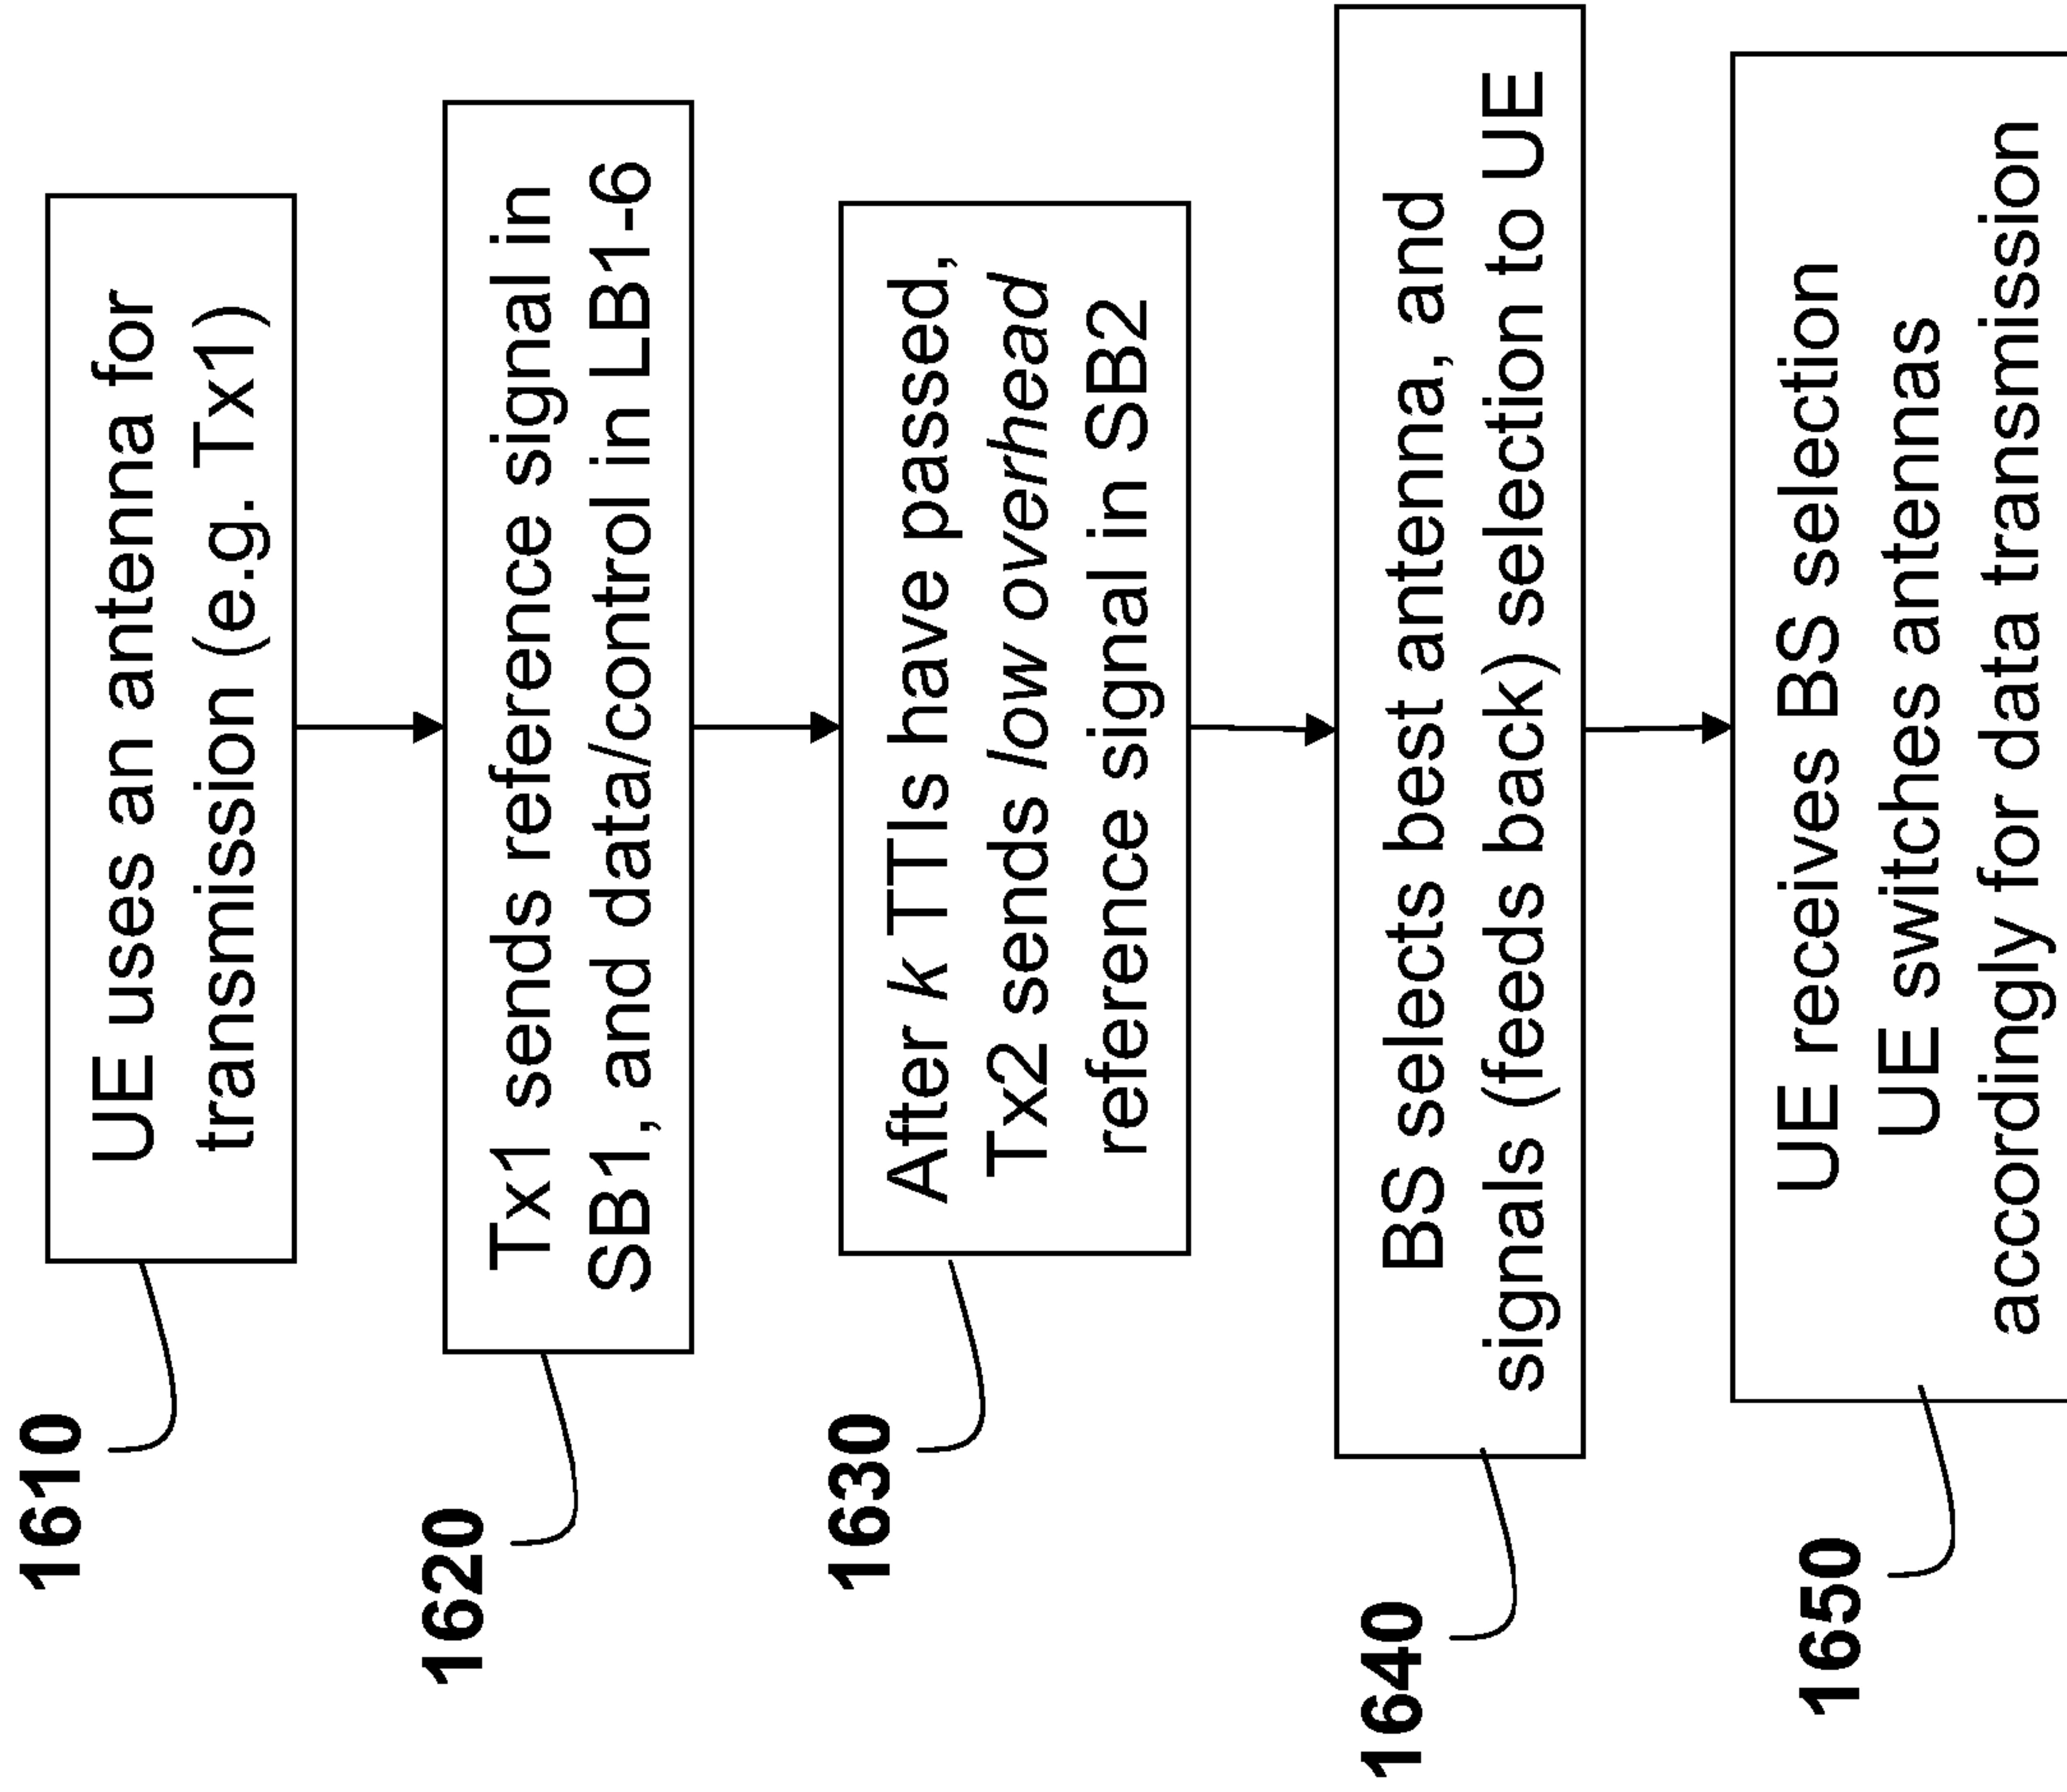 1610
UE uses an antenna for
transmission (e.g. Tx1)
1620
Tx1 sends reference signal in
SB1, and data/control in LB1-6
1630
After k TTIs have passed,
Tx2 sends low overhead
reference signal in SB2
1640
BS selects best antenna, and
signals (feeds back) selection to UE
1650
UE receives BS selection
UE switches antennas
accordingly for data transmission